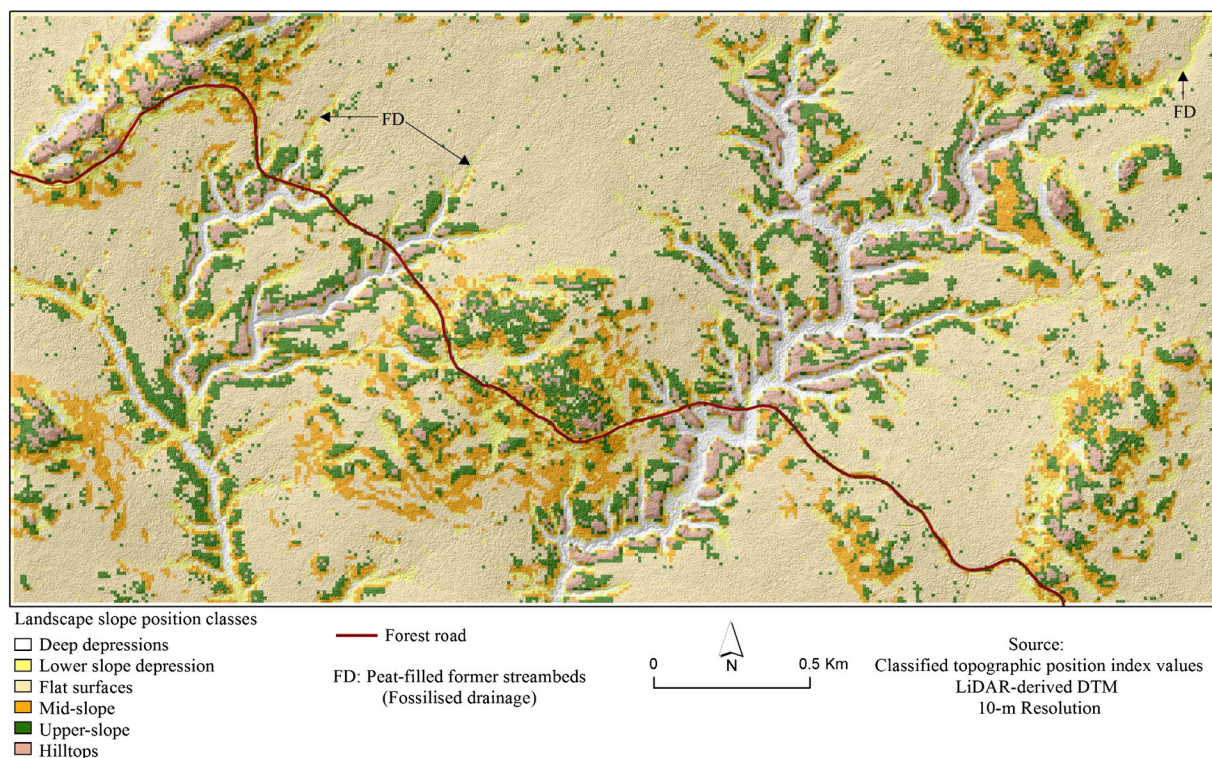 FD
FD
Landscape slope position classes
Deep depressions
Lower slope depression
Flat surfaces
Mid-slope
Upper-slope
Hilltops
Forest road
FD: Peat-filled former streambeds
(Fossilised drainage)
N
0 0.5 Km
Source:
Classified topographic position index values
LiDAR-derived DTM
10-m Resolution